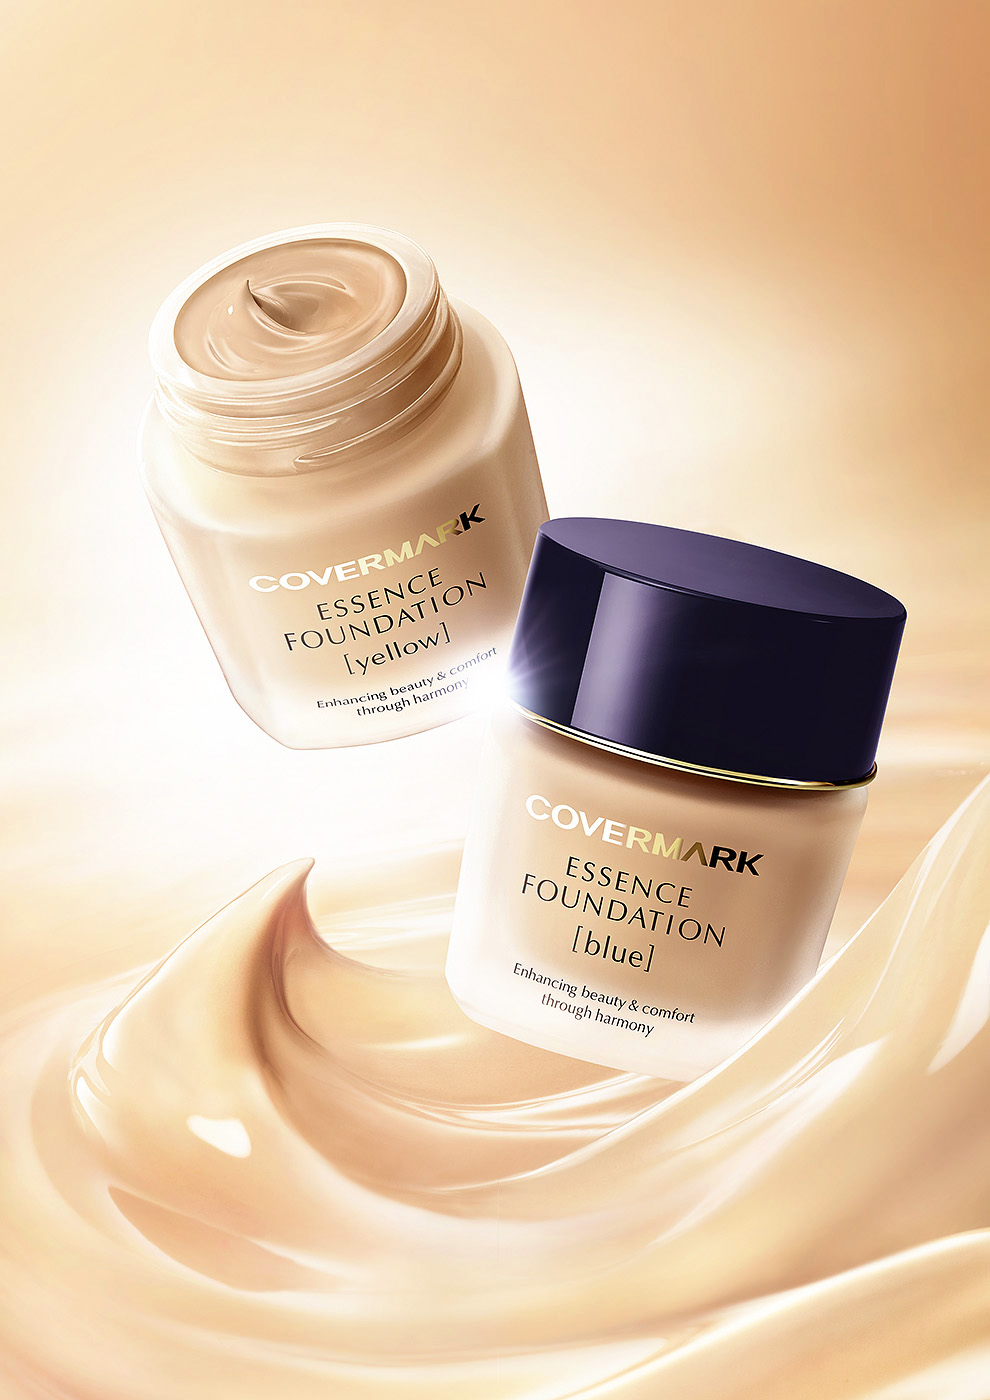 COVERMARK
ESSENCE
FOUNDATION
[yellow]
Enhancing beauty & comfort
through harmony
COVERMARK
ESSENCE
FOUNDATION
[blue]
Enhancing beauty & comfort
through harmony